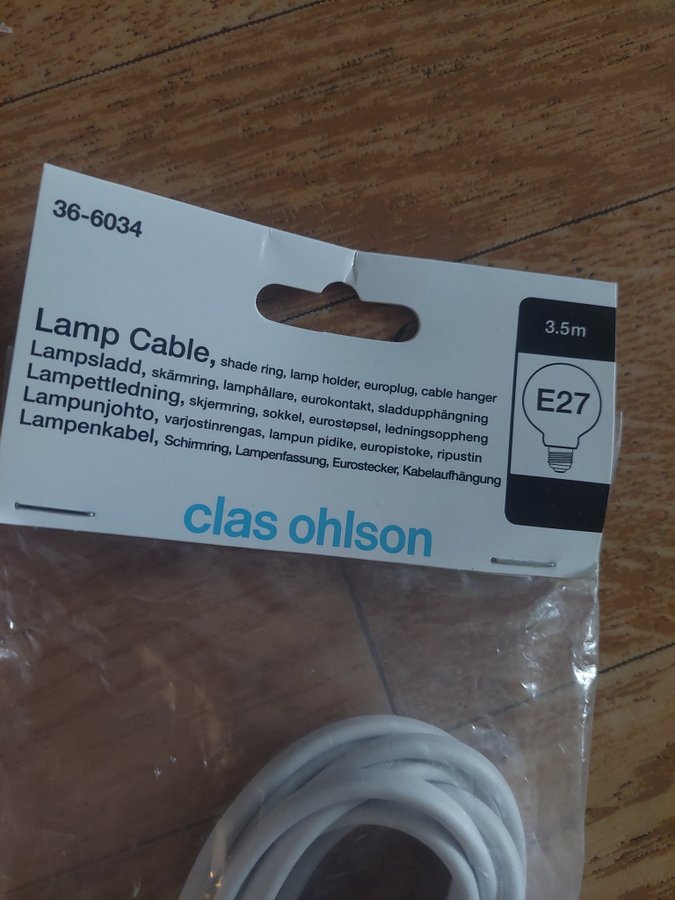 36-6034
Lamp Cable, shade ring, lamp holder, europlug, cable hanger
Lampsladd, skärmring, lamphållare, eurokontakt, sladdupphängning
Lampettledning, skjermring, sokkel, eurostøpsel, ledningsoppheng
Lampunjohto, varjostinrengas, lampun pidike, europistoke, ripustin
Lampenkabel, Schirmring, Lampenfassung, Eurostecker, Kabelaufhängung
3.5m
E27
clas ohlson